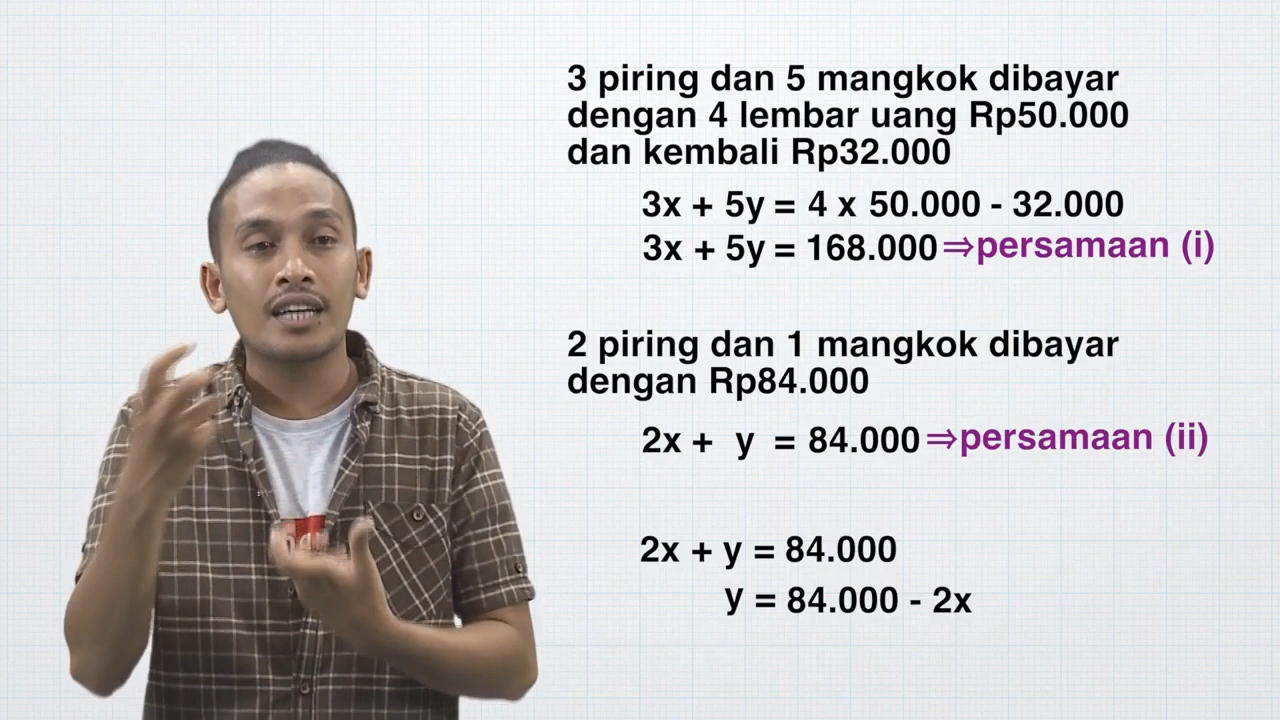 3 piring dan 5 mangkok dibayar
dengan 4 lembar uang Rp50.000
dan kembali Rp32.000
3x + 5y = 4 x 50.000 - 32.000
3x + 5y = 168.000 ⇒persamaan (i)
2 piring dan 1 mangkok dibayar
dengan Rp84.000
2x + y = 84.000 ⇒persamaan (ii)
2x + y = 84.000
y = 84.000 - 2x